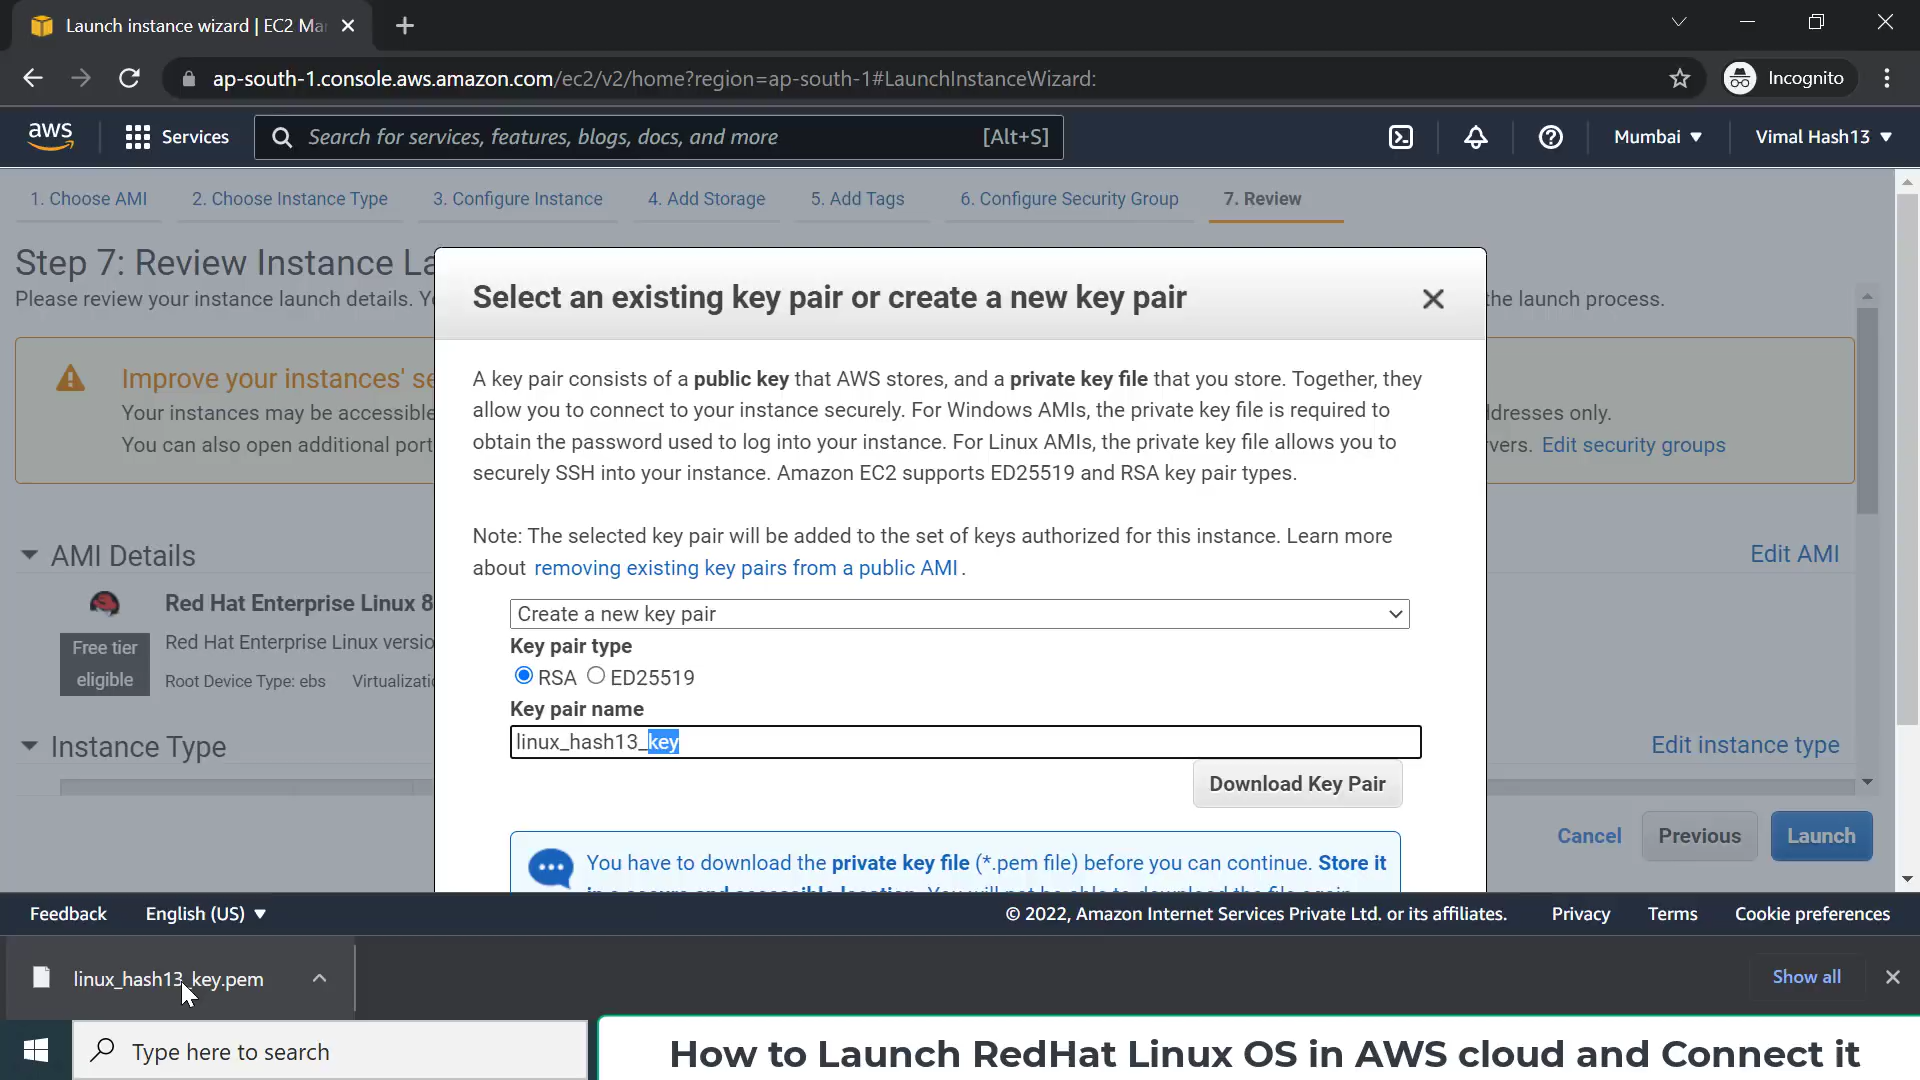 Launch instance wizard | EC2 Ma
ap-south-1.console.aws.amazon.com/ec2/v2/home?region=ap-south-1#LaunchInstanceWizard:
Incognito
aws
Services
Search for services, features, blogs, docs, and more
[Alt+S]
Mumbai
Vimal Hash13
1. Choose AMI
2. Choose Instance Type
3. Configure Instance
4. Add Storage
5. Add Tags
6. Configure Security Group
7. Review
Step 7: Review Instance La
Please review your instance launch details. Y
the launch process.
Improve your instances' se
Your instances may be accessible
ddresses only.
You can also open additional port
vers. Edit security groups
AMI Details
Edit AMI
Red Hat Enterprise Linux 8
Free tier
eligible
Red Hat Enterprise Linux versio
Root Device Type: ebs
Virtualizati
Instance Type
Edit instance type
Select an existing key pair or create a new key pair
A key pair consists of a public key that AWS stores, and a private key file that you store. Together, they
allow you to connect to your instance securely. For Windows AMIs, the private key file is required to
obtain the password used to log into your instance. For Linux AMIs, the private key file allows you to
securely SSH into your instance. Amazon EC2 supports ED25519 and RSA key pair types.
Note: The selected key pair will be added to the set of keys authorized for this instance. Learn more
about removing existing key pairs from a public AMI.
Create a new key pair
Key pair type
RSA ED25519
Key pair name
linux_hash13_key
Download Key Pair
You have to download the private key file (*.pem file) before you can continue. Store it
in a secure and accessible location. You will not be able to download the file again
Cancel
Previous
Launch
Feedback
English (US)
© 2022, Amazon Internet Services Private Ltd. or its affiliates.
Privacy
Terms
Cookie preferences
linux_hash13_key.pem
Show all
Type here to search
How to Launch RedHat Linux OS in AWS cloud and Connect it